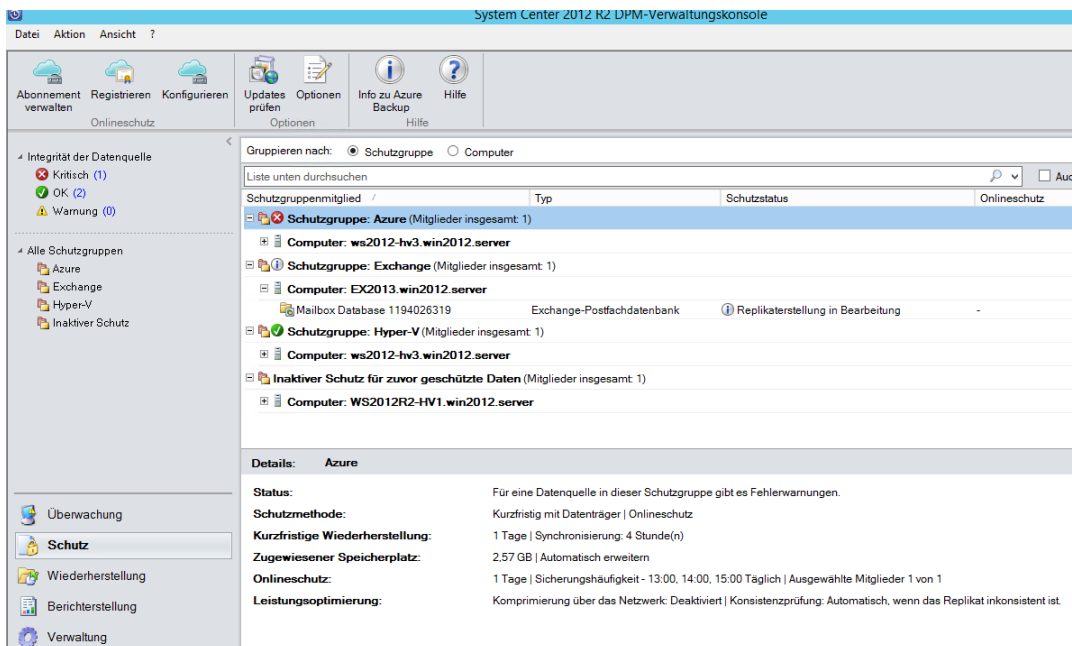 System Center 2012 R2 DPM-Verwaltungskonsole
Datei Aktion Ansicht ?
Abonnement verwalten
Registrieren
Konfigurieren
Onlineschutz
Updates prüfen
Optionen
Optionen
Info zu Azure Backup
Hilfe
Hilfe
Integrität der Datenquelle
Kritisch (1)
OK (2)
Warnung (0)
Alle Schutzgruppen
Azure
Exchange
Hyper-V
Inaktiver Schutz
Überwachung
Schutz
Wiederherstellung
Berichterstellung
Verwaltung
Gruppieren nach: Schutzgruppe Computer
Liste unten durchsuchen
Schutzgruppenmitglied Typ Schutzstatus Onlineschutz
Schutzgruppe: Azure (Mitglieder insgesamt: 1)
Computer: ws2012-hv3.win2012.server
Schutzgruppe: Exchange (Mitglieder insgesamt: 1)
Computer: EX2013.win2012.server
Mailbox Database 1194026319 Exchange-Postfachdatenbank Replikaterstellung in Bearbeitung -
Schutzgruppe: Hyper-V (Mitglieder insgesamt: 1)
Computer: ws2012-hv3.win2012.server
Inaktiver Schutz für zuvor geschützte Daten (Mitglieder insgesamt: 1)
Computer: WS2012R2-HV1.win2012.server
Details: Azure
Status: Für eine Datenquelle in dieser Schutzgruppe gibt es Fehlerwarnungen.
Schutzmethode: Kurzfristig mit Datenträger | Onlineschutz
Kurzfristige Wiederherstellung: 1 Tage | Synchronisierung: 4 Stunde(n)
Zugewiesener Speicherplatz: 2,57 GB | Automatisch erweitern
Onlineschutz: 1 Tage | Sicherungshäufigkeit - 13:00, 14:00, 15:00 Täglich | Ausgewählte Mitglieder 1 von 1
Leistungsoptimierung: Komprimierung über das Netzwerk: Deaktiviert | Konsistenzprüfung: Automatisch, wenn das Replikat inkonsistent ist.